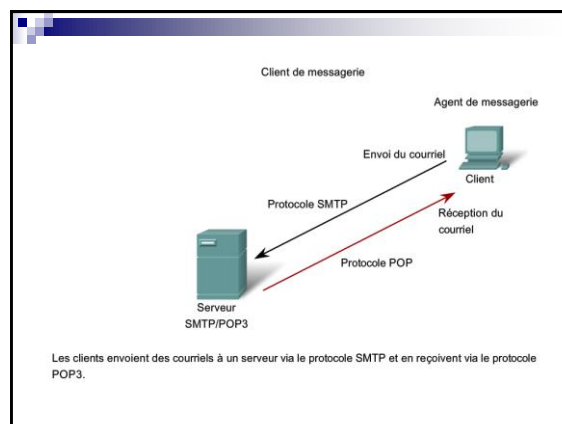 Client de messagerie
Agent de messagerie
Envoi du courriel
Client
Protocole SMTP
Réception du
courriel
Protocole POP
Serveur
SMTP/POP3
Les clients envoient des courriels à un serveur via le protocole SMTP et en reçoivent via le protocole
POP3.